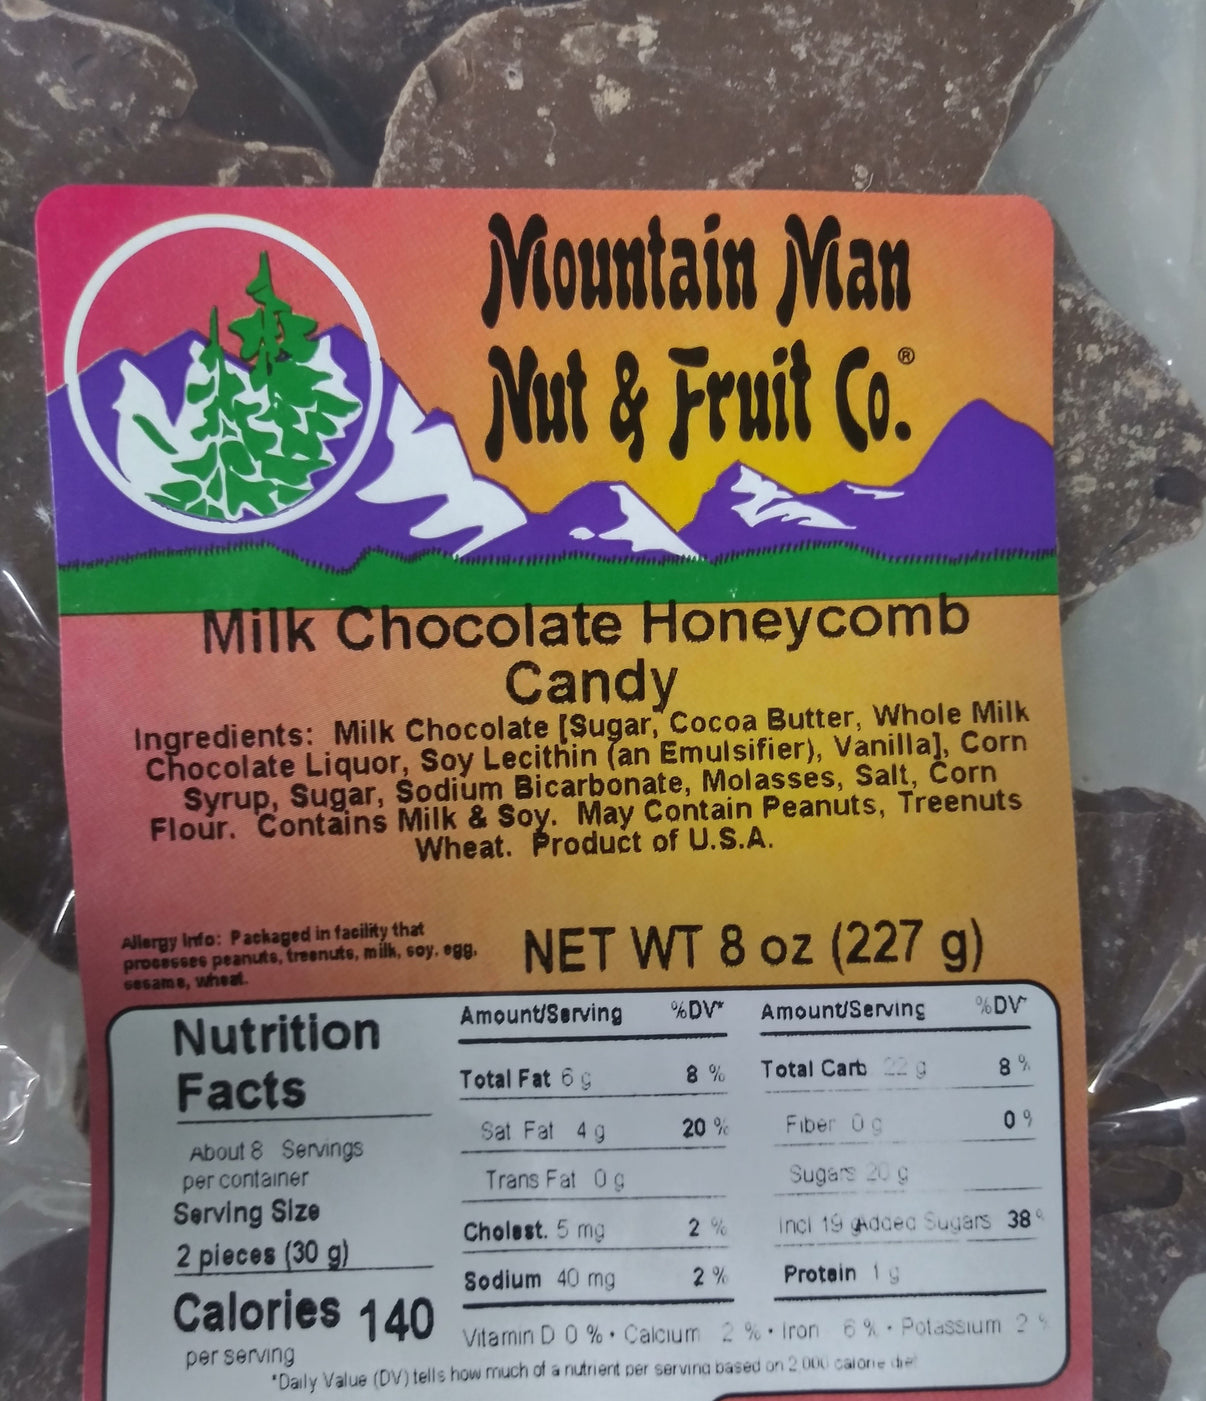 Mountain Man
Nut & Fruit Co.®
Milk Chocolate Honeycomb
Candy
Ingredients: Milk Chocolate [Sugar, Cocoa Butter, Whole Milk
Chocolate Liquor, Soy Lecithin (an Emulsifier), Vanilla], Corn
Syrup, Sugar, Sodium Bicarbonate, Molasses, Salt, Corn
Flour. Contains Milk & Soy. May Contain Peanuts, Treenuts
Wheat. Product of U.S.A.
Allergy Info: Packaged in facility that
processes peanuts, treenuts, milk, soy, egg,
sesame, wheat.
NET WT 8 oz (227 g)
Nutrition
Facts
About 8 Servings
per container
Serving Size
2 pieces (30 g)
Calories 140
per serving
Amount/Serving %DV*
Total Fat 6 g 8 %
Sat Fat 4 g 20 %
Trans Fat 0 g
Cholest. 5 mg 2 %
Sodium 40 mg 2 %
Amount/Serving %DV*
Total Carb 22 g 8 %
Fiber 0 g 0 %
Sugars 20 g
Incl 19 g Added Sugars 38 %
Protein 1 g
Vitamin D 0 % • Calcium 2 % • Iron 6 % • Potassium 2 %
*Daily Value (DV) tells how much of a nutrient per serving based on 2,000 calorie diet